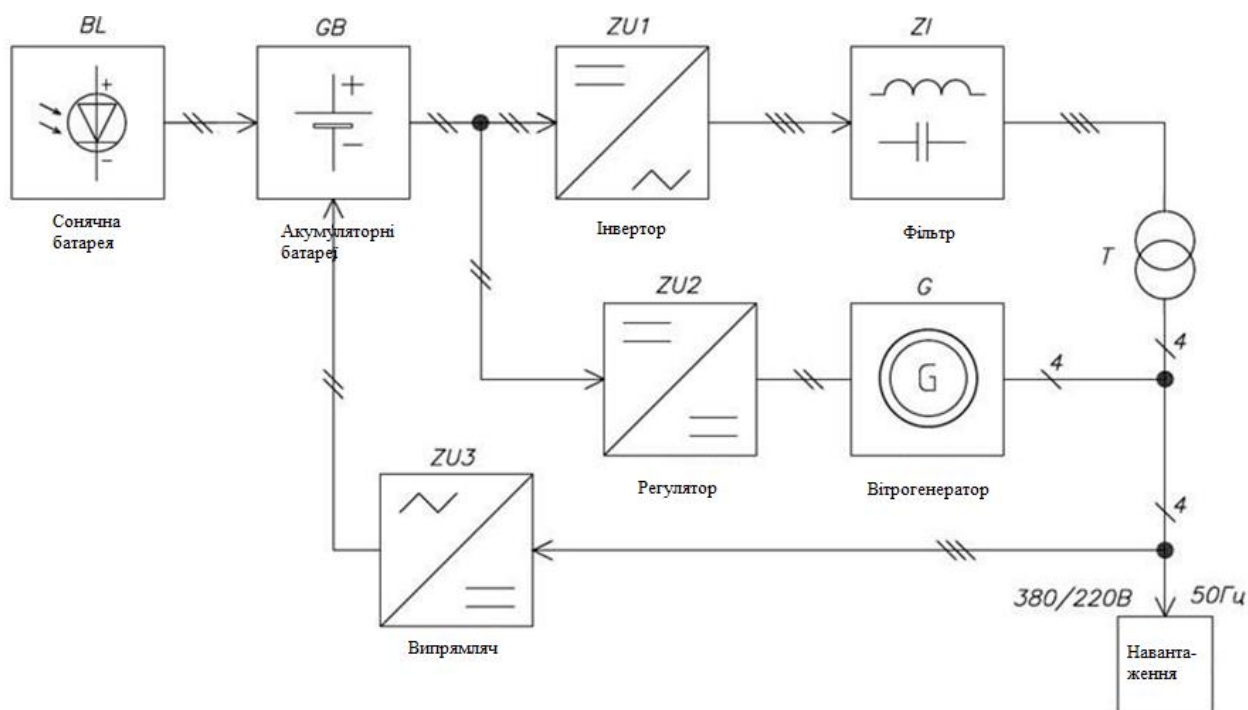 BL
GB
ZU1
ZI
+
-
+
-
Сонячна
батарея
Акумуляторні
батареї
Інвертор
Фільтр
T
ZU2
G
G
4
4
Регулятор
Вітрогенератор
ZU3
4
Випрямляч
380/220В 50Гц
Наванта-
ження